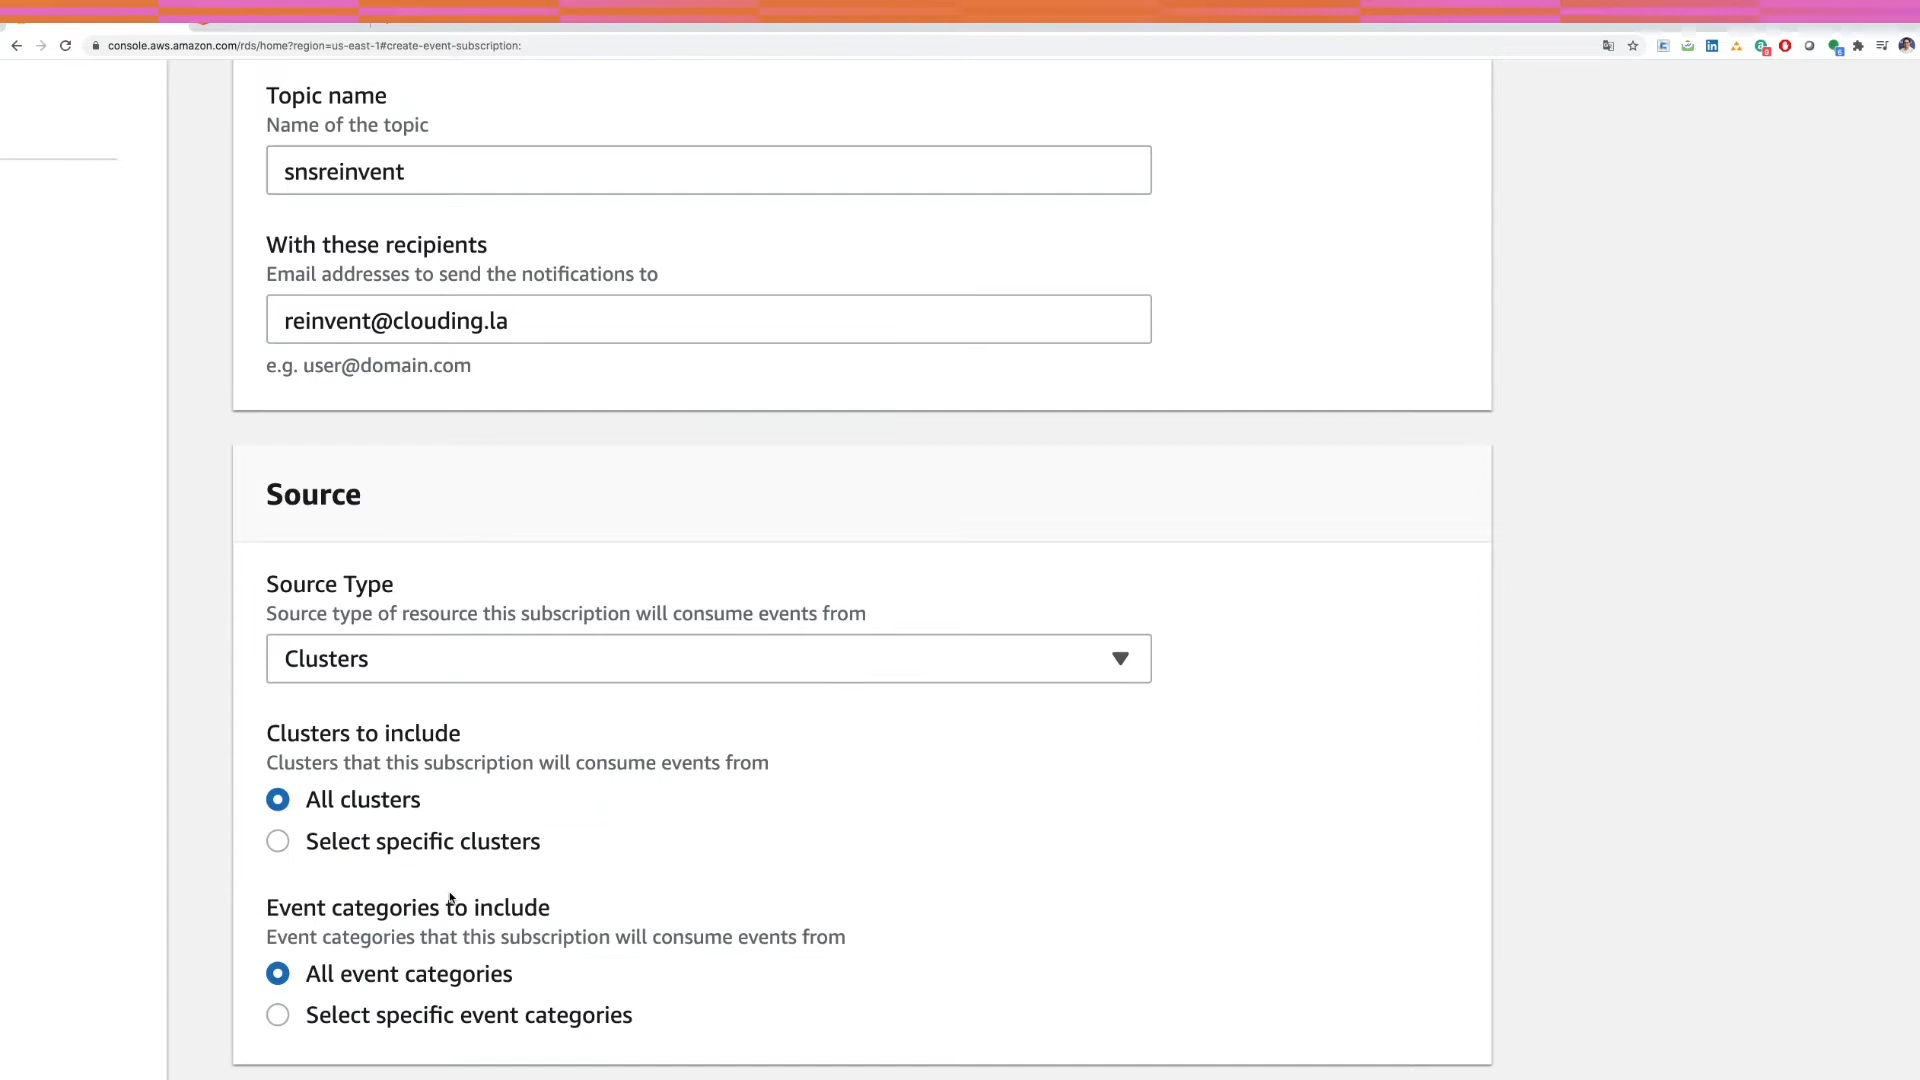 console.aws.amazon.com/rds/home?region=us-east-1#create-event-subscription:
Topic name
Name of the topic
snsreinvent
With these recipients
Email addresses to send the notifications to
reinvent@clouding.la
e.g. user@domain.com
Source
Source Type
Source type of resource this subscription will consume events from
Clusters
Clusters to include
Clusters that this subscription will consume events from
All clusters
Select specific clusters
Event categories to include
Event categories that this subscription will consume events from
All event categories
Select specific event categories